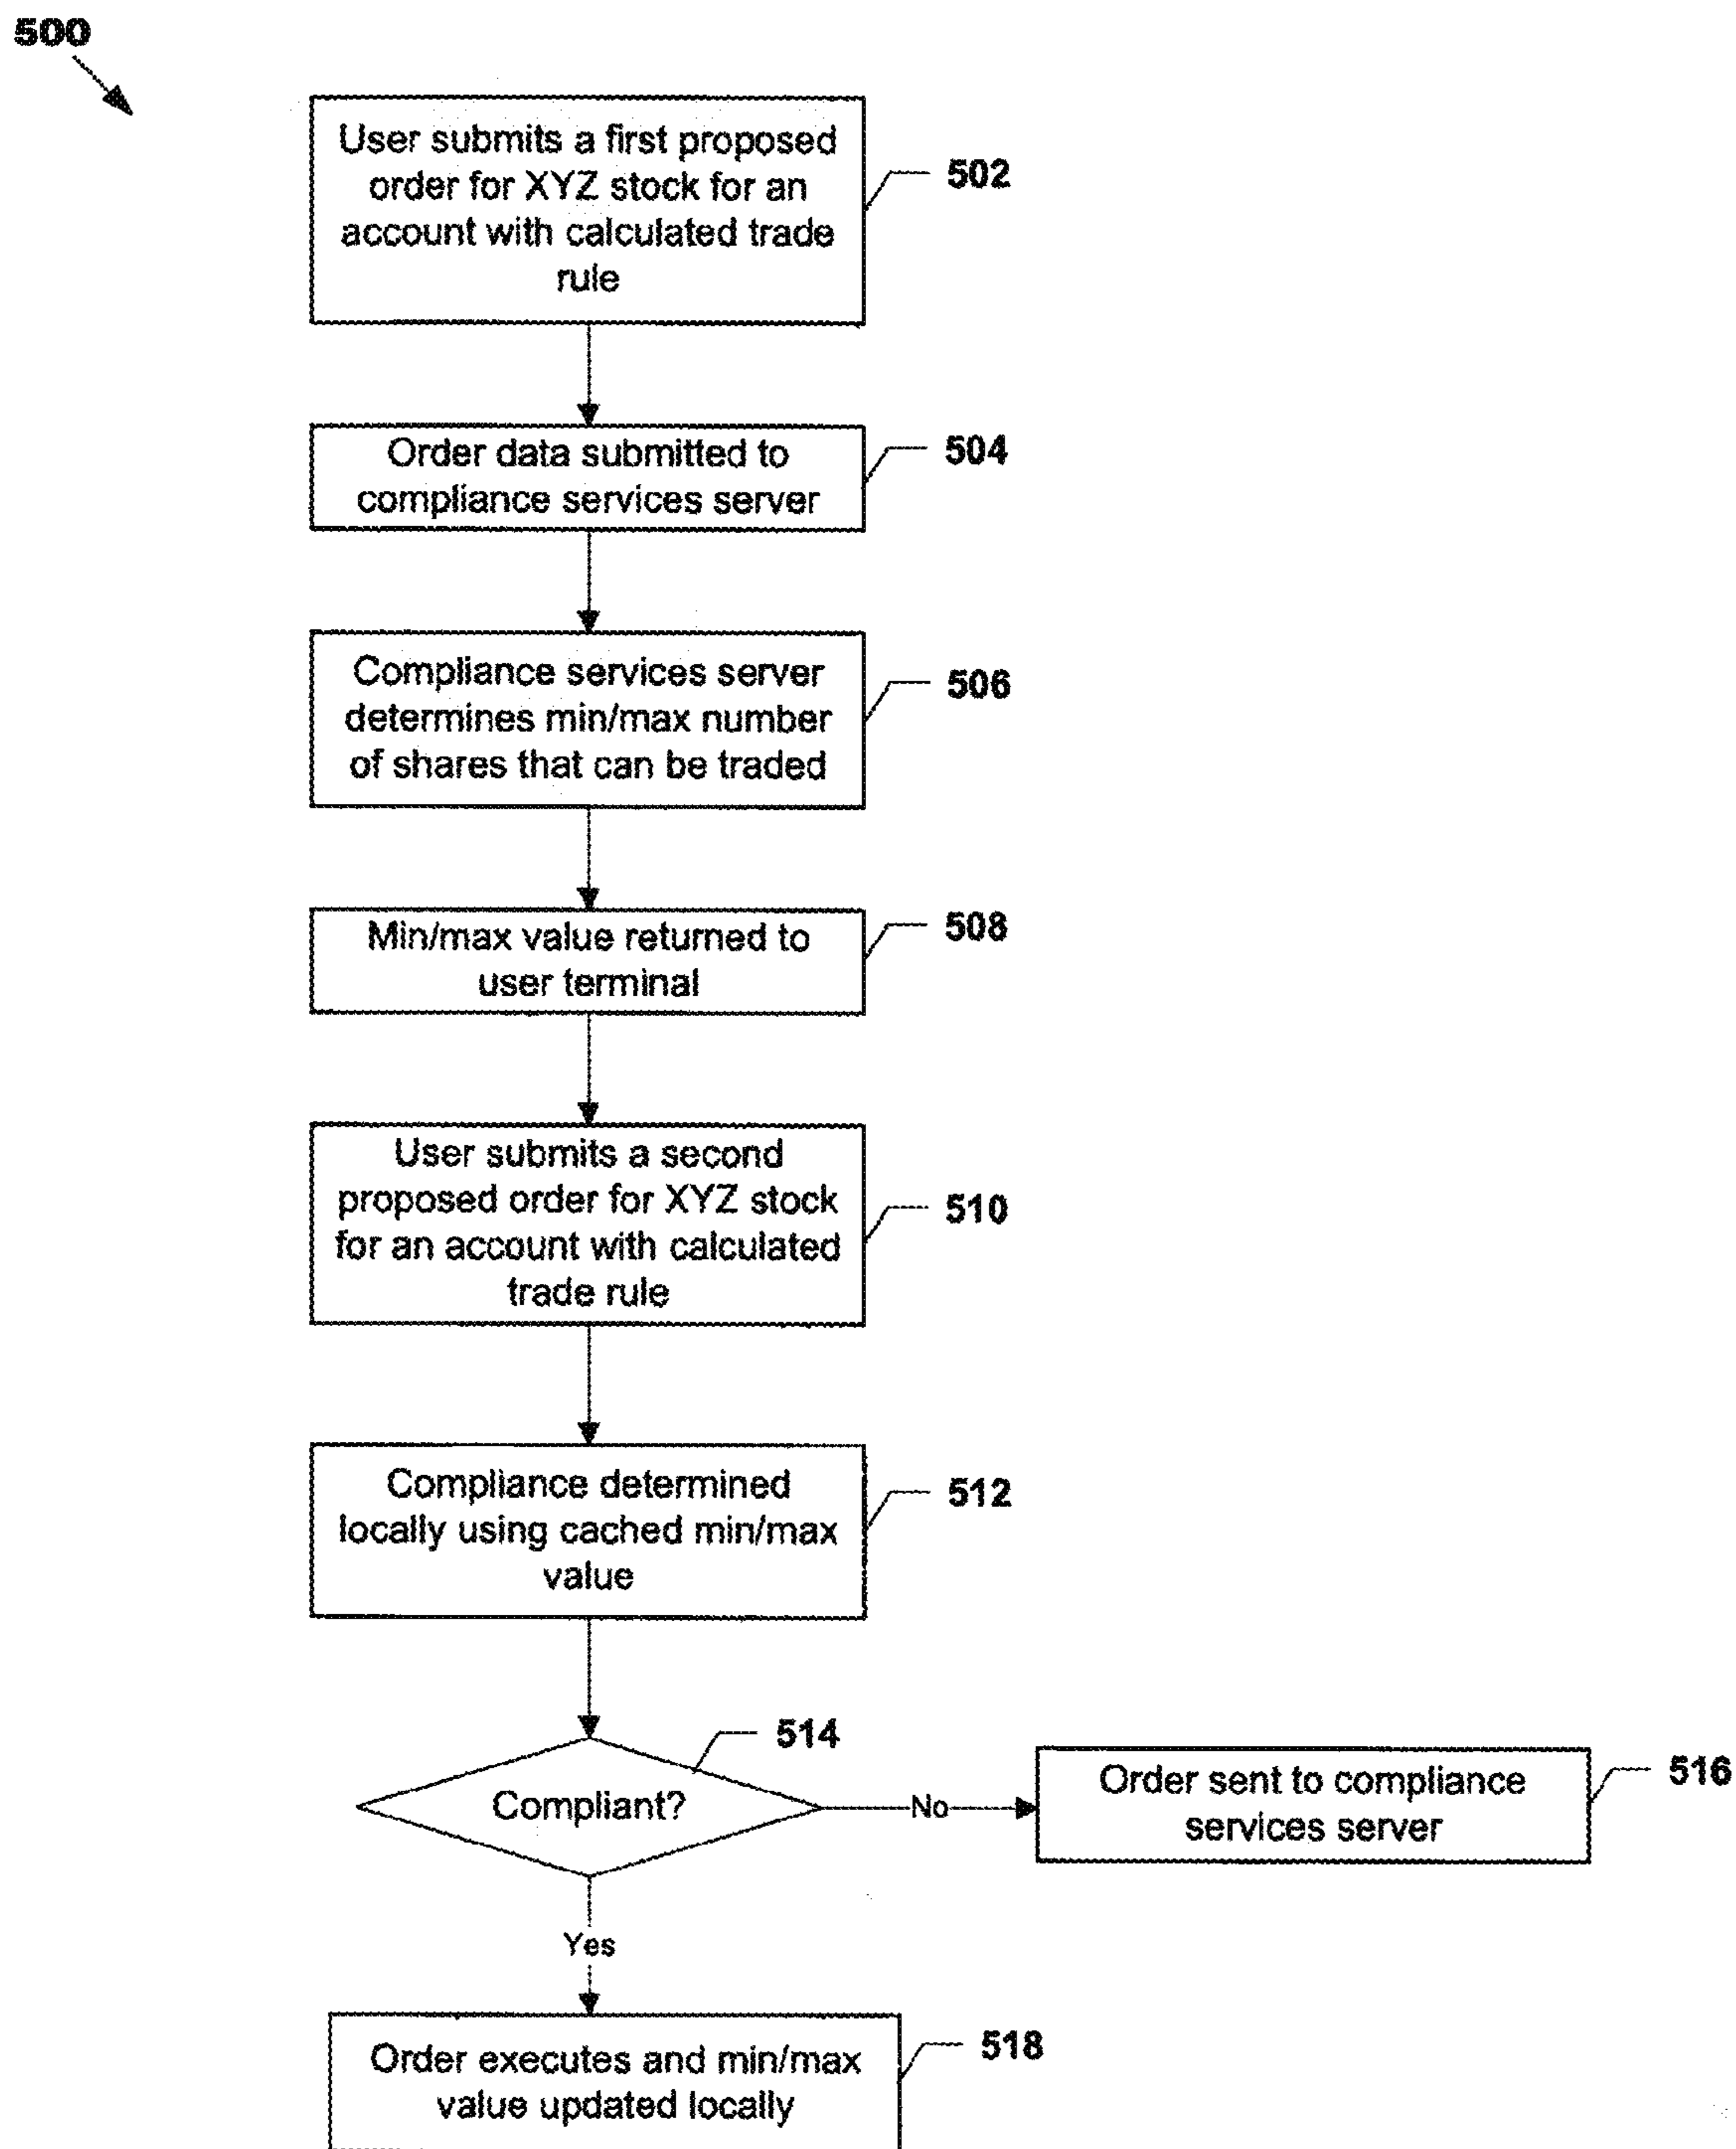 500
User submits a first proposed
order for XYZ stock for an
account with calculated trade
rule
502
Order data submitted to
compliance services server
504
Compliance services server
determines min/max number
of shares that can be traded
506
Min/max value returned to
user terminal
508
User submits a second
proposed order for XYZ stock
for an account with calculated
trade rule
510
Compliance determined
locally using cached min/max
value
512
514
Compliant?
No
Order sent to compliance
services server
516
Yes
Order executes and min/max
value updated locally
518